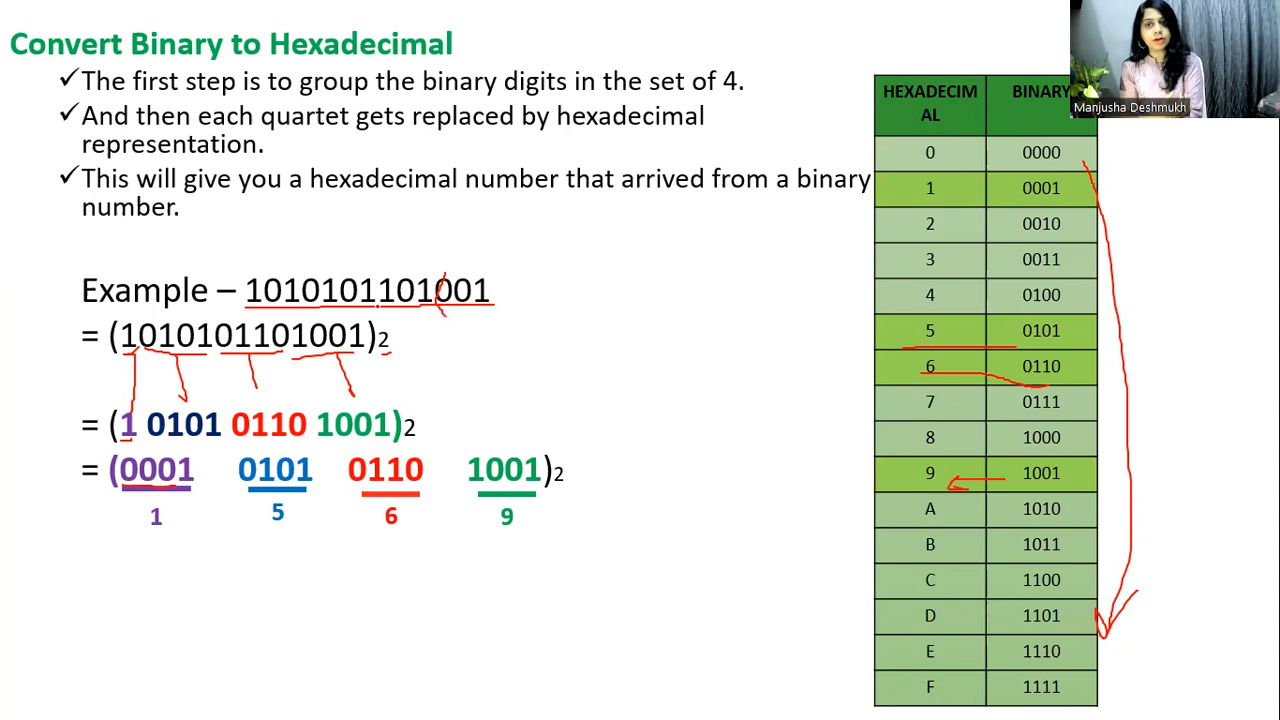 Convert Binary to Hexadecimal
✓The first step is to group the binary digits in the set of 4.
✓And then each quartet gets replaced by hexadecimal
representation.
✓This will give you a hexadecimal number that arrived from a binary
number.
Example – 1010101101001
= (1010101101001)2
= (1 0101 0110 1001)2
= (0001 0101 0110 1001)2
1 5 6 9
HEXADECIM
AL BINARY
0 0000
1 0001
2 0010
3 0011
4 0100
5 0101
6 0110
7 0111
8 1000
9 1001
A 1010
B 1011
C 1100
D 1101
E 1110
F 1111
Manjusha Deshmukh